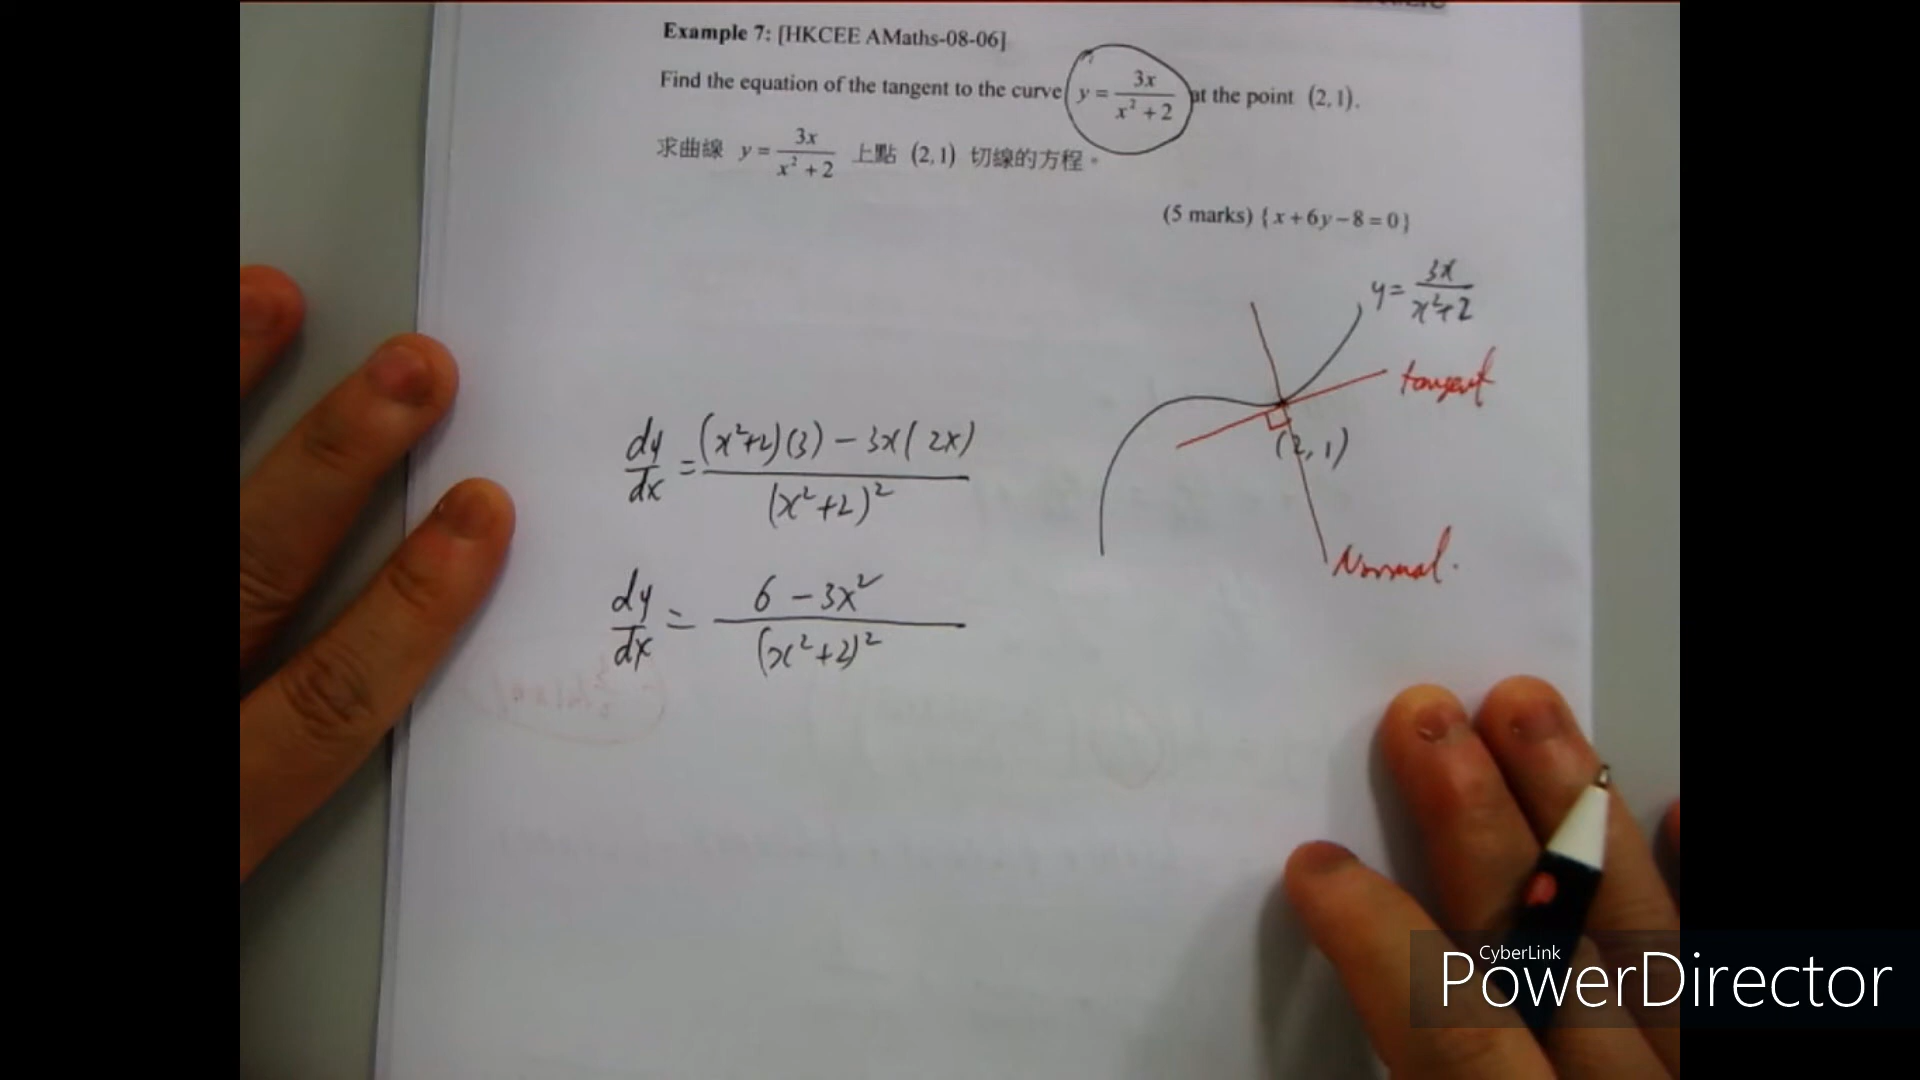 Example 7: [HKCEE AMaths-08-06]
Find the equation of the tangent to the curve y = 3x / (x² + 2) at the point (2, 1).
求曲線 y = 3x / (x² + 2) 上點 (2, 1) 切線的方程。
(5 marks) { x + 6y − 8 = 0 }
y = 3x / (x²+2)
tangent
(2, 1)
Normal.
dy/dx = ((x²+2)(3) − 3x(2x)) / (x²+2)²
dy/dx = (6 − 3x²) / (x²+2)²
CyberLink
PowerDirector